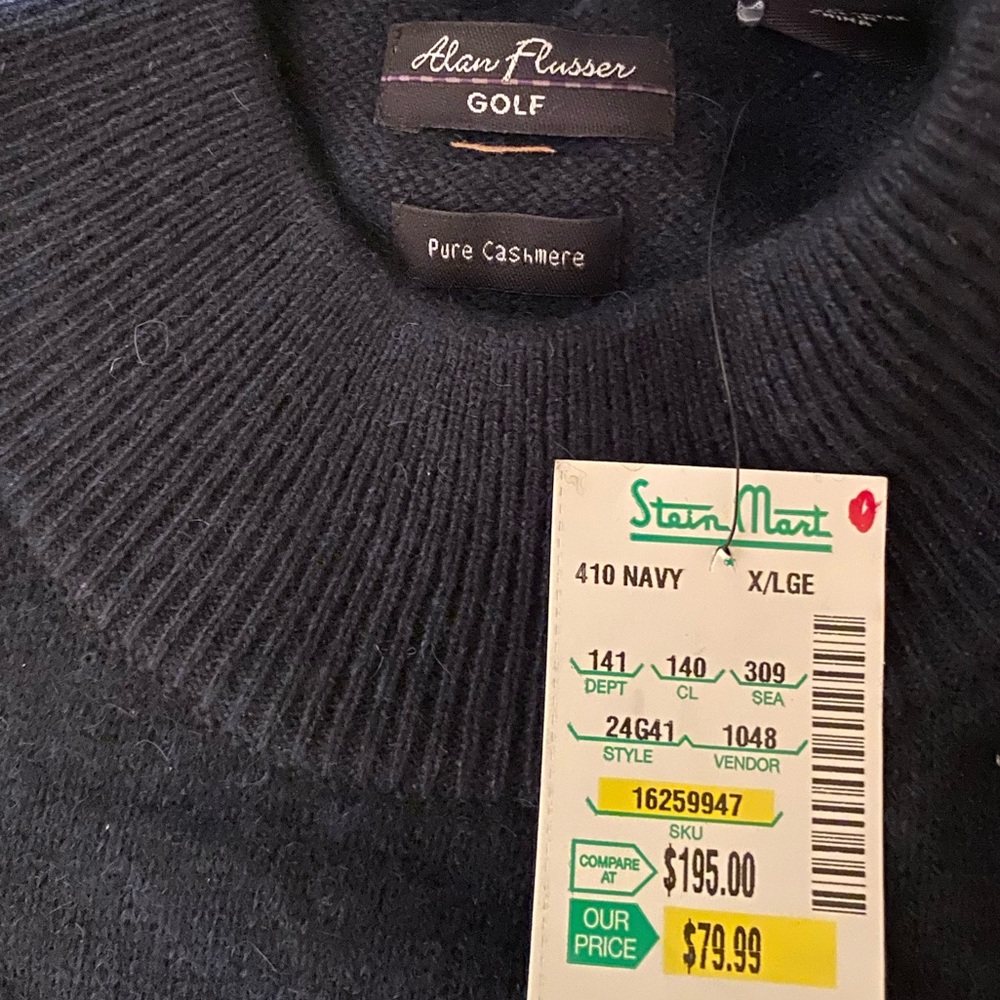 Alan Flusser
GOLF
Pure Cashmere
Stein Mart
410 NAVY X/LGE
141 140 309
DEPT CL SEA
24G41 1048
STYLE VENDOR
16259947
SKU
COMPARE
AT
$195.00
OUR
PRICE
$79.99